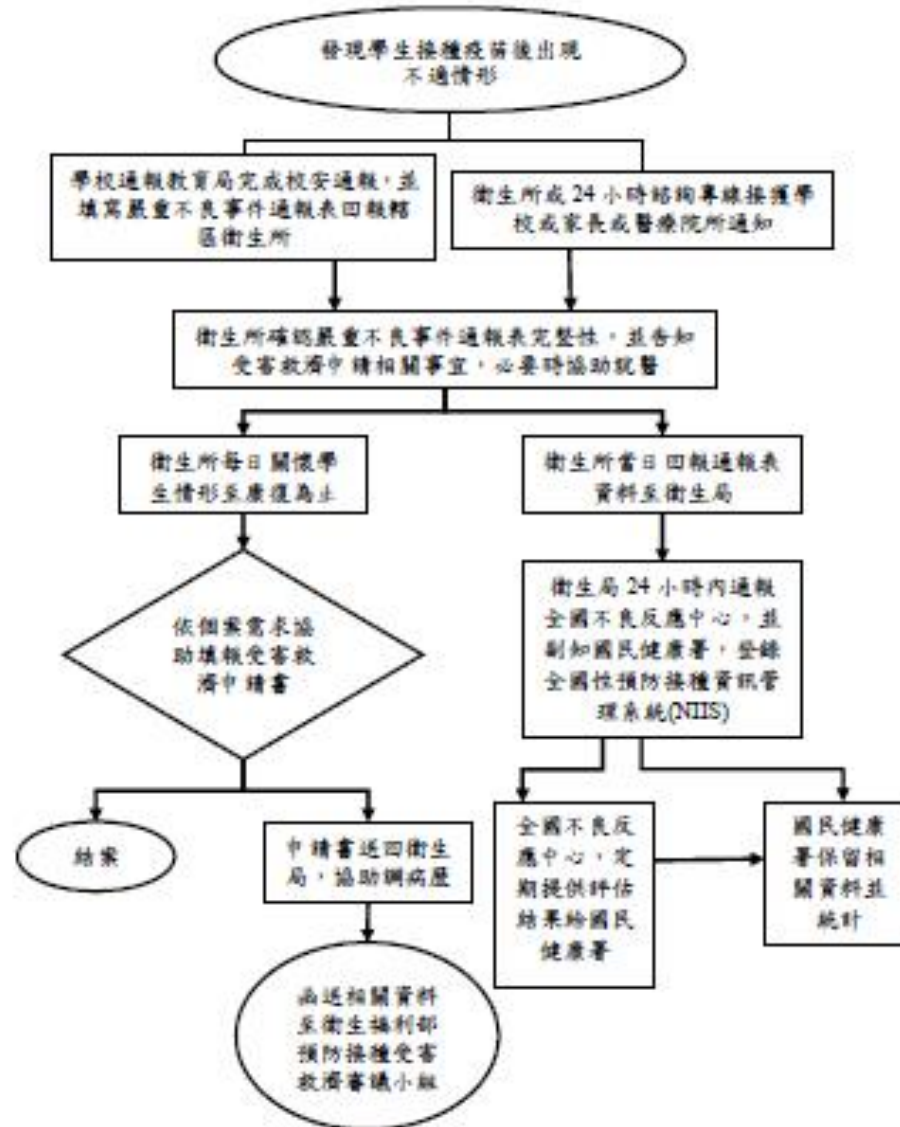 發現學生接種疫苗後出現
不適情形
學校通報教育局完成校安通報，並
填寫嚴重不良事件通報表回報轄
區衛生所
衛生所或 24 小時諮詢專線接獲學
校或家長或醫療院所通知
衛生所確認嚴重不良事件通報表完整性，並告知
受害救濟申請相關事宜，必要時協助就醫
衛生所每日關懷學
生情形至康復為止
衛生所當日回報通報表
資料至衛生局
依個案需求協
助填報受害救
濟申請書
衛生局 24 小時內通報
全國不良反應中心，並
副知國民健康署，登錄
全國性預防接種資訊管
理系統(NIIS)
結案
申請書送回衛生
局，協助調病歷
全國不良反
應中心，定
期提供評估
結果給國民
健康署
國民健康
署保留相
關資料並
統計
函送相關資料
至衛生福利部
預防接種受害
救濟審議小組